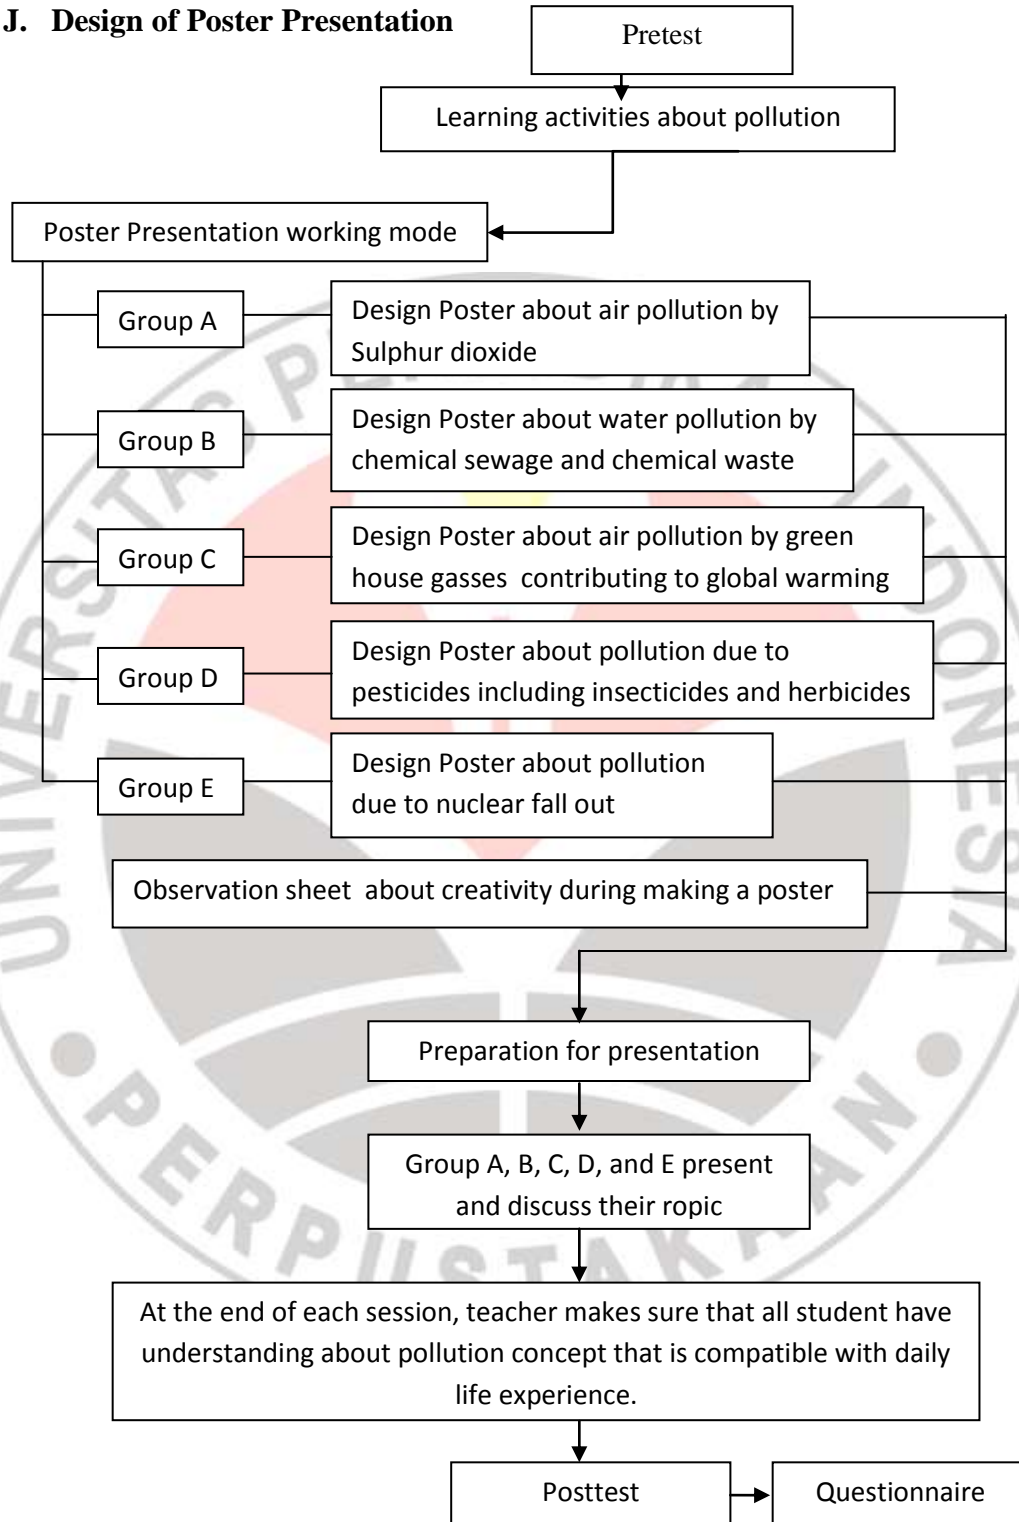 J. Design of Poster Presentation
Pretest
Learning activities about pollution
Poster Presentation working mode
Group A
Design Poster about air pollution by
Sulphur dioxide
Group B
Design Poster about water pollution by
chemical sewage and chemical waste
Group C
Design Poster about air pollution by green
house gasses contributing to global warming
Group D
Design Poster about pollution due to
pesticides including insecticides and herbicides
Group E
Design Poster about pollution
due to nuclear fall out
Observation sheet about creativity during making a poster
Preparation for presentation
Group A, B, C, D, and E present
and discuss their ropic
At the end of each session, teacher makes sure that all student have
understanding about pollution concept that is compatible with daily
life experience.
Posttest
Questionnaire
UNIVERSITAS PENDIDIKAN INDONESIA
PERPUSTAKAAN